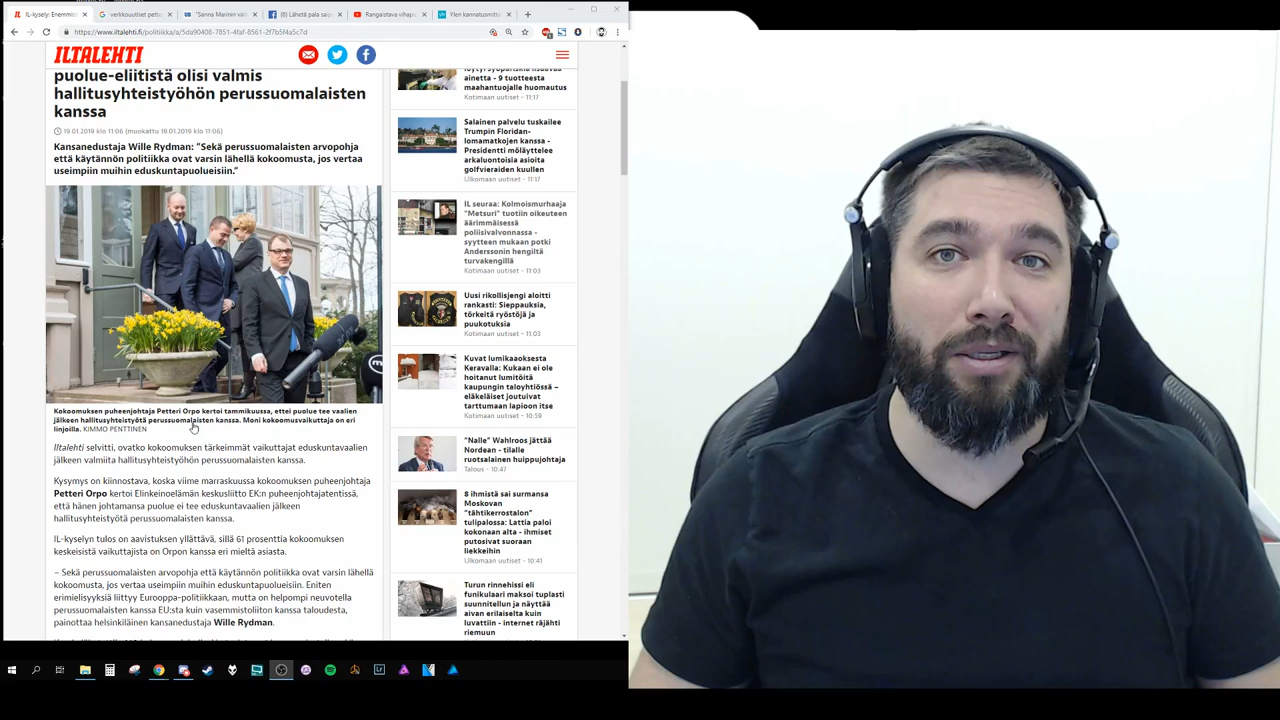 IL-kysely: Enemmis
verkkouutiset pette
"Sanna Marinin väi
(8) Lähetä pala sai
Rangaistava vihapu
Ylen kannatusmitta
https://www.iltalehti.fi/politiikka/a/5da90408-7851-4faf-8561-2f7b5f4a5c7d
ILTALEHTI
puolue-eliitistä olisi valmis
hallitusyhteistyöhön perussuomalaisten
kanssa
19.01.2019 klo 11:06 (muokattu 19.01.2019 klo 11:06)
Kansanedustaja Wille Rydman: "Sekä perussuomalaisten arvopohja
että käytännön politiikka ovat varsin lähellä kokoomusta, jos vertaa
useimpiin muihin eduskuntapuolueisiin."
Kokoomuksen puheenjohtaja Petteri Orpo kertoi tammikuussa, ettei puolue tee vaalien
jälkeen hallitusyhteistyötä perussuomalaisten kanssa. Moni kokoomusvaikuttaja on eri
linjoilla. KIMMO PENTTINEN
Iltalehti selvitti, ovatko kokoomuksen tärkeimmät vaikuttajat eduskuntavaalien
jälkeen valmiita hallitusyhteistyöhön perussuomalaisten kanssa.
Kysymys on kiinnostava, koska viime marraskuussa kokoomuksen puheenjohtaja
Petteri Orpo kertoi Elinkeinoelämän keskusliitto EK:n puheenjohtajatentissä,
että hänen johtamansa puolue ei tee eduskuntavaalien jälkeen
hallitusyhteistyötä perussuomalaisten kanssa.
IL-kyselyn tulos on aavistuksen yllättävä, sillä 61 prosenttia kokoomuksen
keskeisistä vaikuttajista on Orpon kanssa eri mieltä asiasta.
– Sekä perussuomalaisten arvopohja että käytännön politiikka ovat varsin lähellä
kokoomusta, jos vertaa useimpiin muihin eduskuntapuolueisiin. Eniten
erimielisyyksiä liittyy Eurooppa-politiikkaan, mutta on helpompi neuvotella
perussuomalaisten kanssa EU:sta kuin vasemmistoliiton kanssa taloudesta,
painottaa helsinkiläinen kansanedustaja Wille Rydman.
ainetta - 9 tuotteesta
maahantuojalle huomautus
Kotimaan uutiset - 11:17
Salainen palvelu tuskailee
Trumpin Floridan-
lomamatkojen kanssa -
Presidentti möläyttelee
arkaluontoisia asioita
golfvieraiden kuullen
Ulkomaan uutiset - 11:17
IL seuraa: Kolmoismurhaaja
"Metsuri" tuotiin oikeuteen
äärimmäisessä
poliisivalvonnassa -
syytteen mukaan potki
Anderssonin hengiltä
turvakengillä
Kotimaan uutiset - 11:03
Uusi rikollisjengi aloitti
rankasti: Sieppauksia,
törkeitä ryöstöjä ja
puukotuksia
Kotimaan uutiset - 11:03
Kuvat lumikaaoksesta
Keravalla: Kukaan ei ole
hoitanut lumitöitä
kaupungin taloyhtiössä –
eläkeläiset joutuivat
tarttumaan lapioon itse
Kotimaan uutiset - 10:59
"Nalle" Wahlroos jättää
Nordean - tilalle
ruotsalainen huippujohtaja
Talous - 10:47
8 ihmistä sai surmansa
Moskovan
"tähtikerrostalon"
tulipalossa: Lattia paloi
kokonaan alta - ihmiset
putosivat suoraan
liekkeihin
Ulkomaan uutiset - 10:41
Turun rinnehissi eli
funikulaari maksoi tuplasti
suunnitellun ja näyttää
aivan erilaiselta kuin
luvattiin - internet räjähti
riemuun